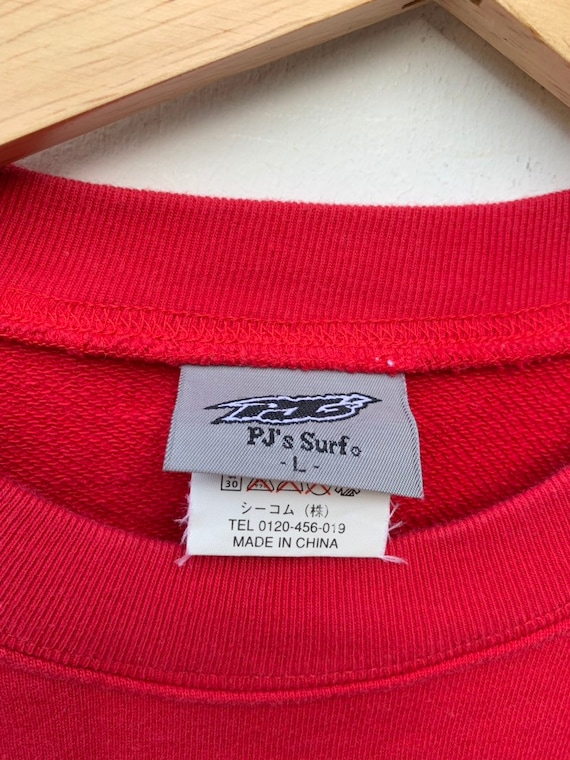 PJ's Surf
- L -
30
シーコム (株)
TEL 0120-456-019
MADE IN CHINA